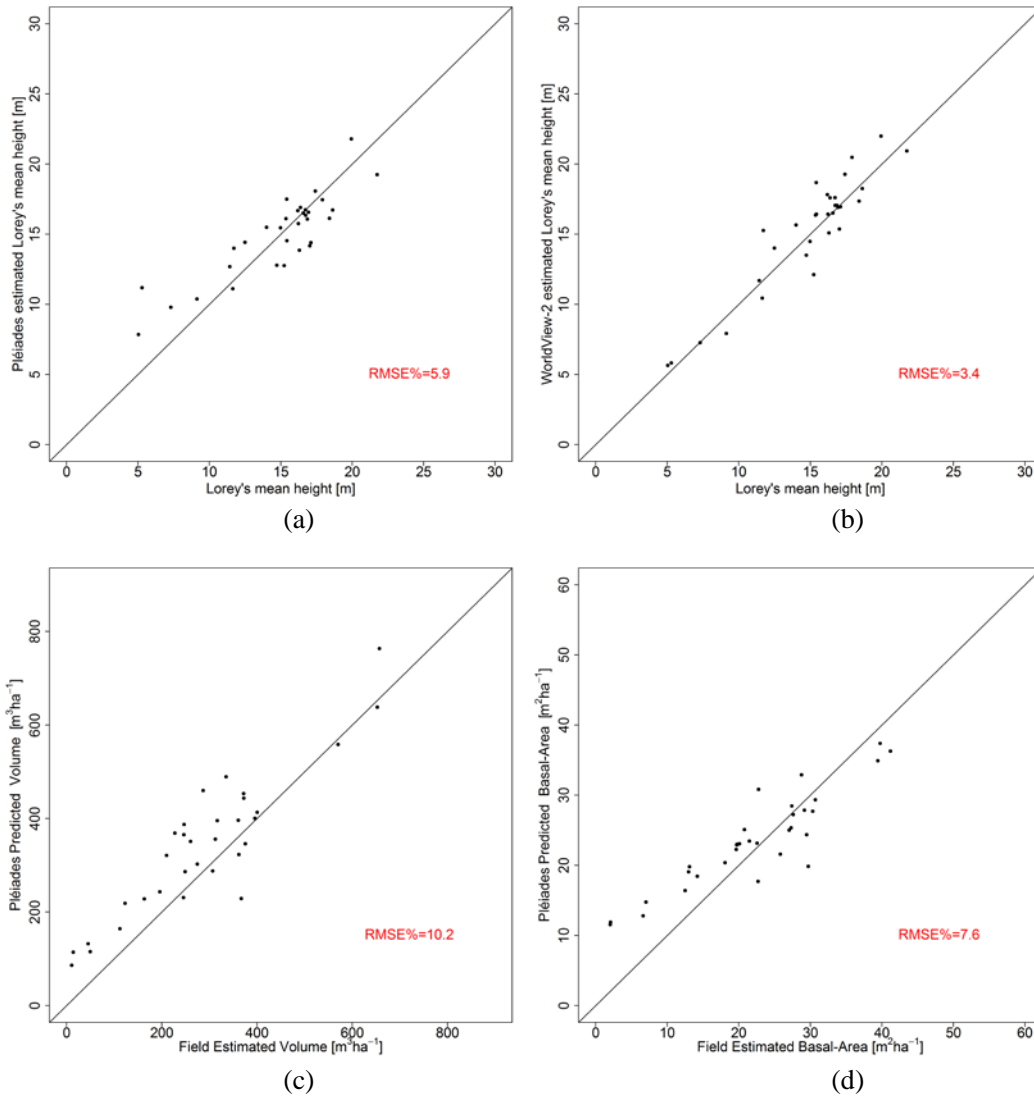 30
25
20
15
10
5
0
Pléiades estimated Lorey's mean height [m]
RMSE%=5.9
0 5 10 15 20 25 30
Lorey's mean height [m]
(a)
30
25
20
15
10
5
0
WorldView-2 estimated Lorey's mean height [m]
RMSE%=3.4
0 5 10 15 20 25 30
Lorey's mean height [m]
(b)
800
600
400
200
0
Pléiades Predicted Volume [m³ha⁻¹]
RMSE%=10.2
0 200 400 600 800
Field Estimated Volume [m³ha⁻¹]
(c)
60
50
40
30
20
10
0
Pléiades Predicted Basal-Area [m²ha⁻¹]
RMSE%=7.6
0 10 20 30 40 50 60
Field Estimated Basal-Area [m²ha⁻¹]
(d)